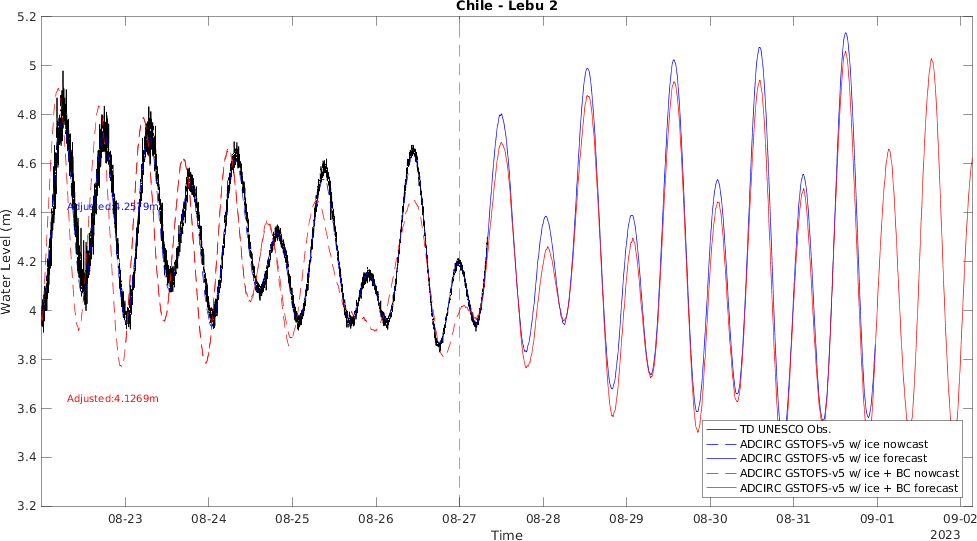 Chile - Lebu 2
5.2
5
4.8
4.6
4.4
4.2
4
3.8
3.6
3.4
3.2
Water Level (m)
Adjusted:4.2579m
Adjusted:4.1269m
TD UNESCO Obs.
ADCIRC GSTOFS-v5 w/ ice nowcast
ADCIRC GSTOFS-v5 w/ ice forecast
ADCIRC GSTOFS-v5 w/ ice + BC nowcast
ADCIRC GSTOFS-v5 w/ ice + BC forecast
08-23 08-24 08-25 08-26 08-27 08-28 08-29 08-30 08-31 09-01 09-02
Time
2023